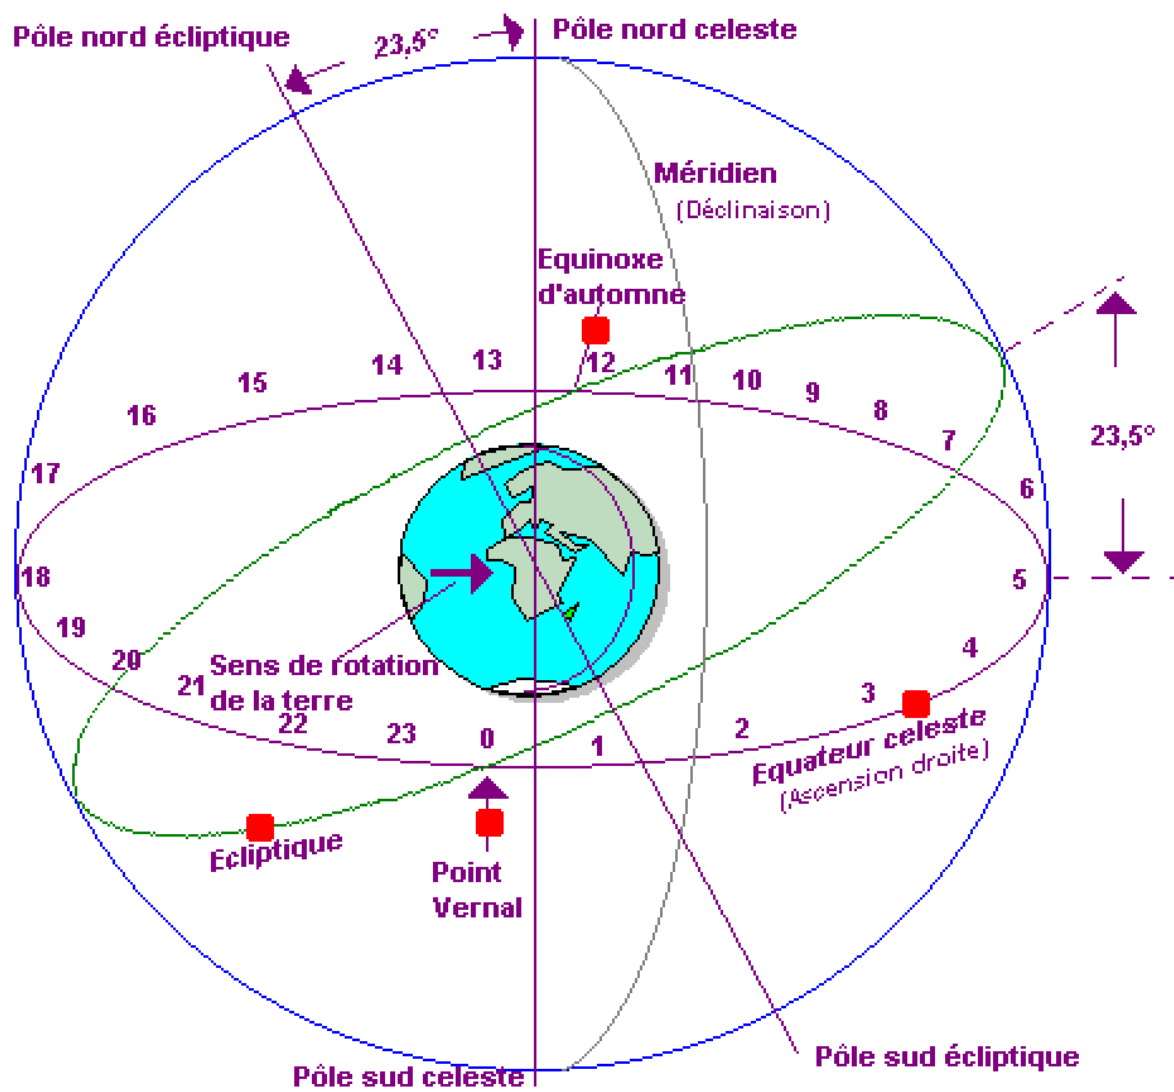 Pôle nord écliptique
23,5°
Pôle nord celeste
Méridien
(Déclinaison)
Equinoxe
d'automne
12
13
14
15
16
17
18
19
20
21
22
23
0
1
2
3
4
5
6
7
8
9
10
11
23,5°
Sens de rotation
de la terre
Equateur celeste
(Ascension droite)
Ecliptique
Point
Vernal
Pôle sud écliptique
Pôle sud celeste